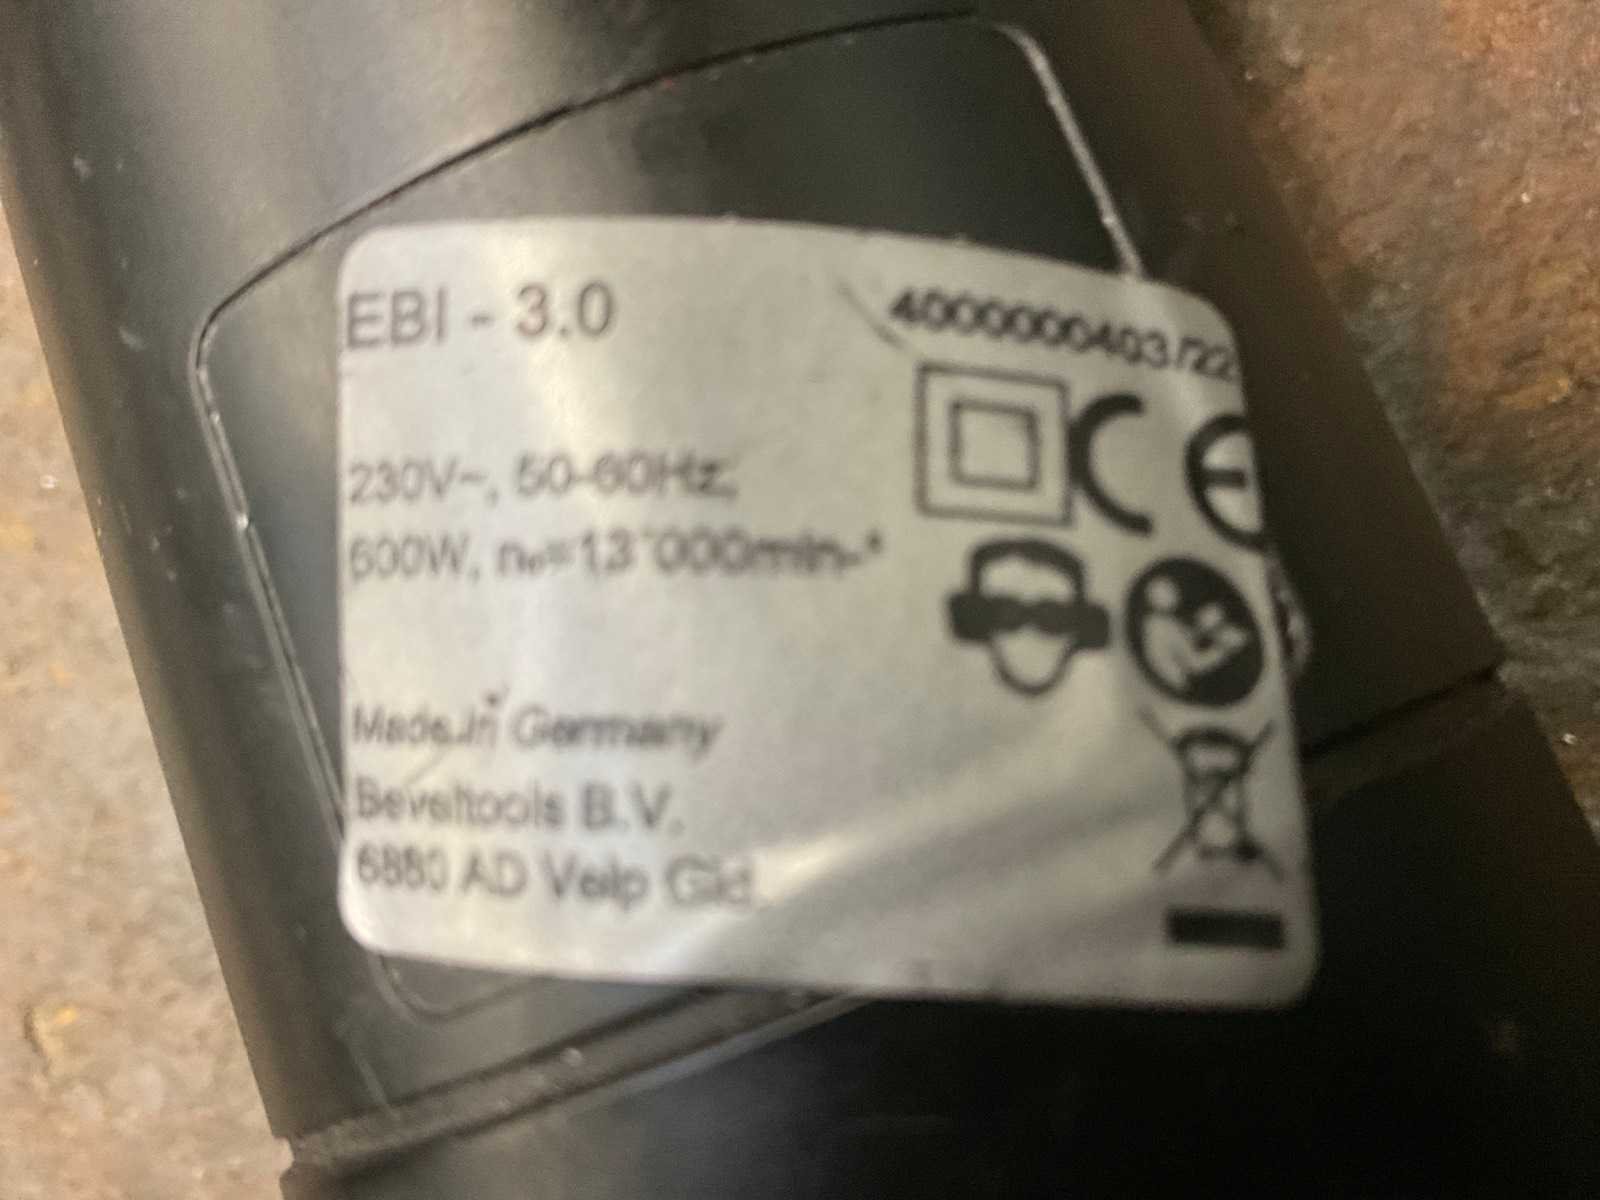 EBI - 3.0
4000000403/22
CE
230V~, 50-60Hz,
600W, n₀=13`000min-¹
Made in Germany
Beveltools B.V.
6880 AD Velp Gld.